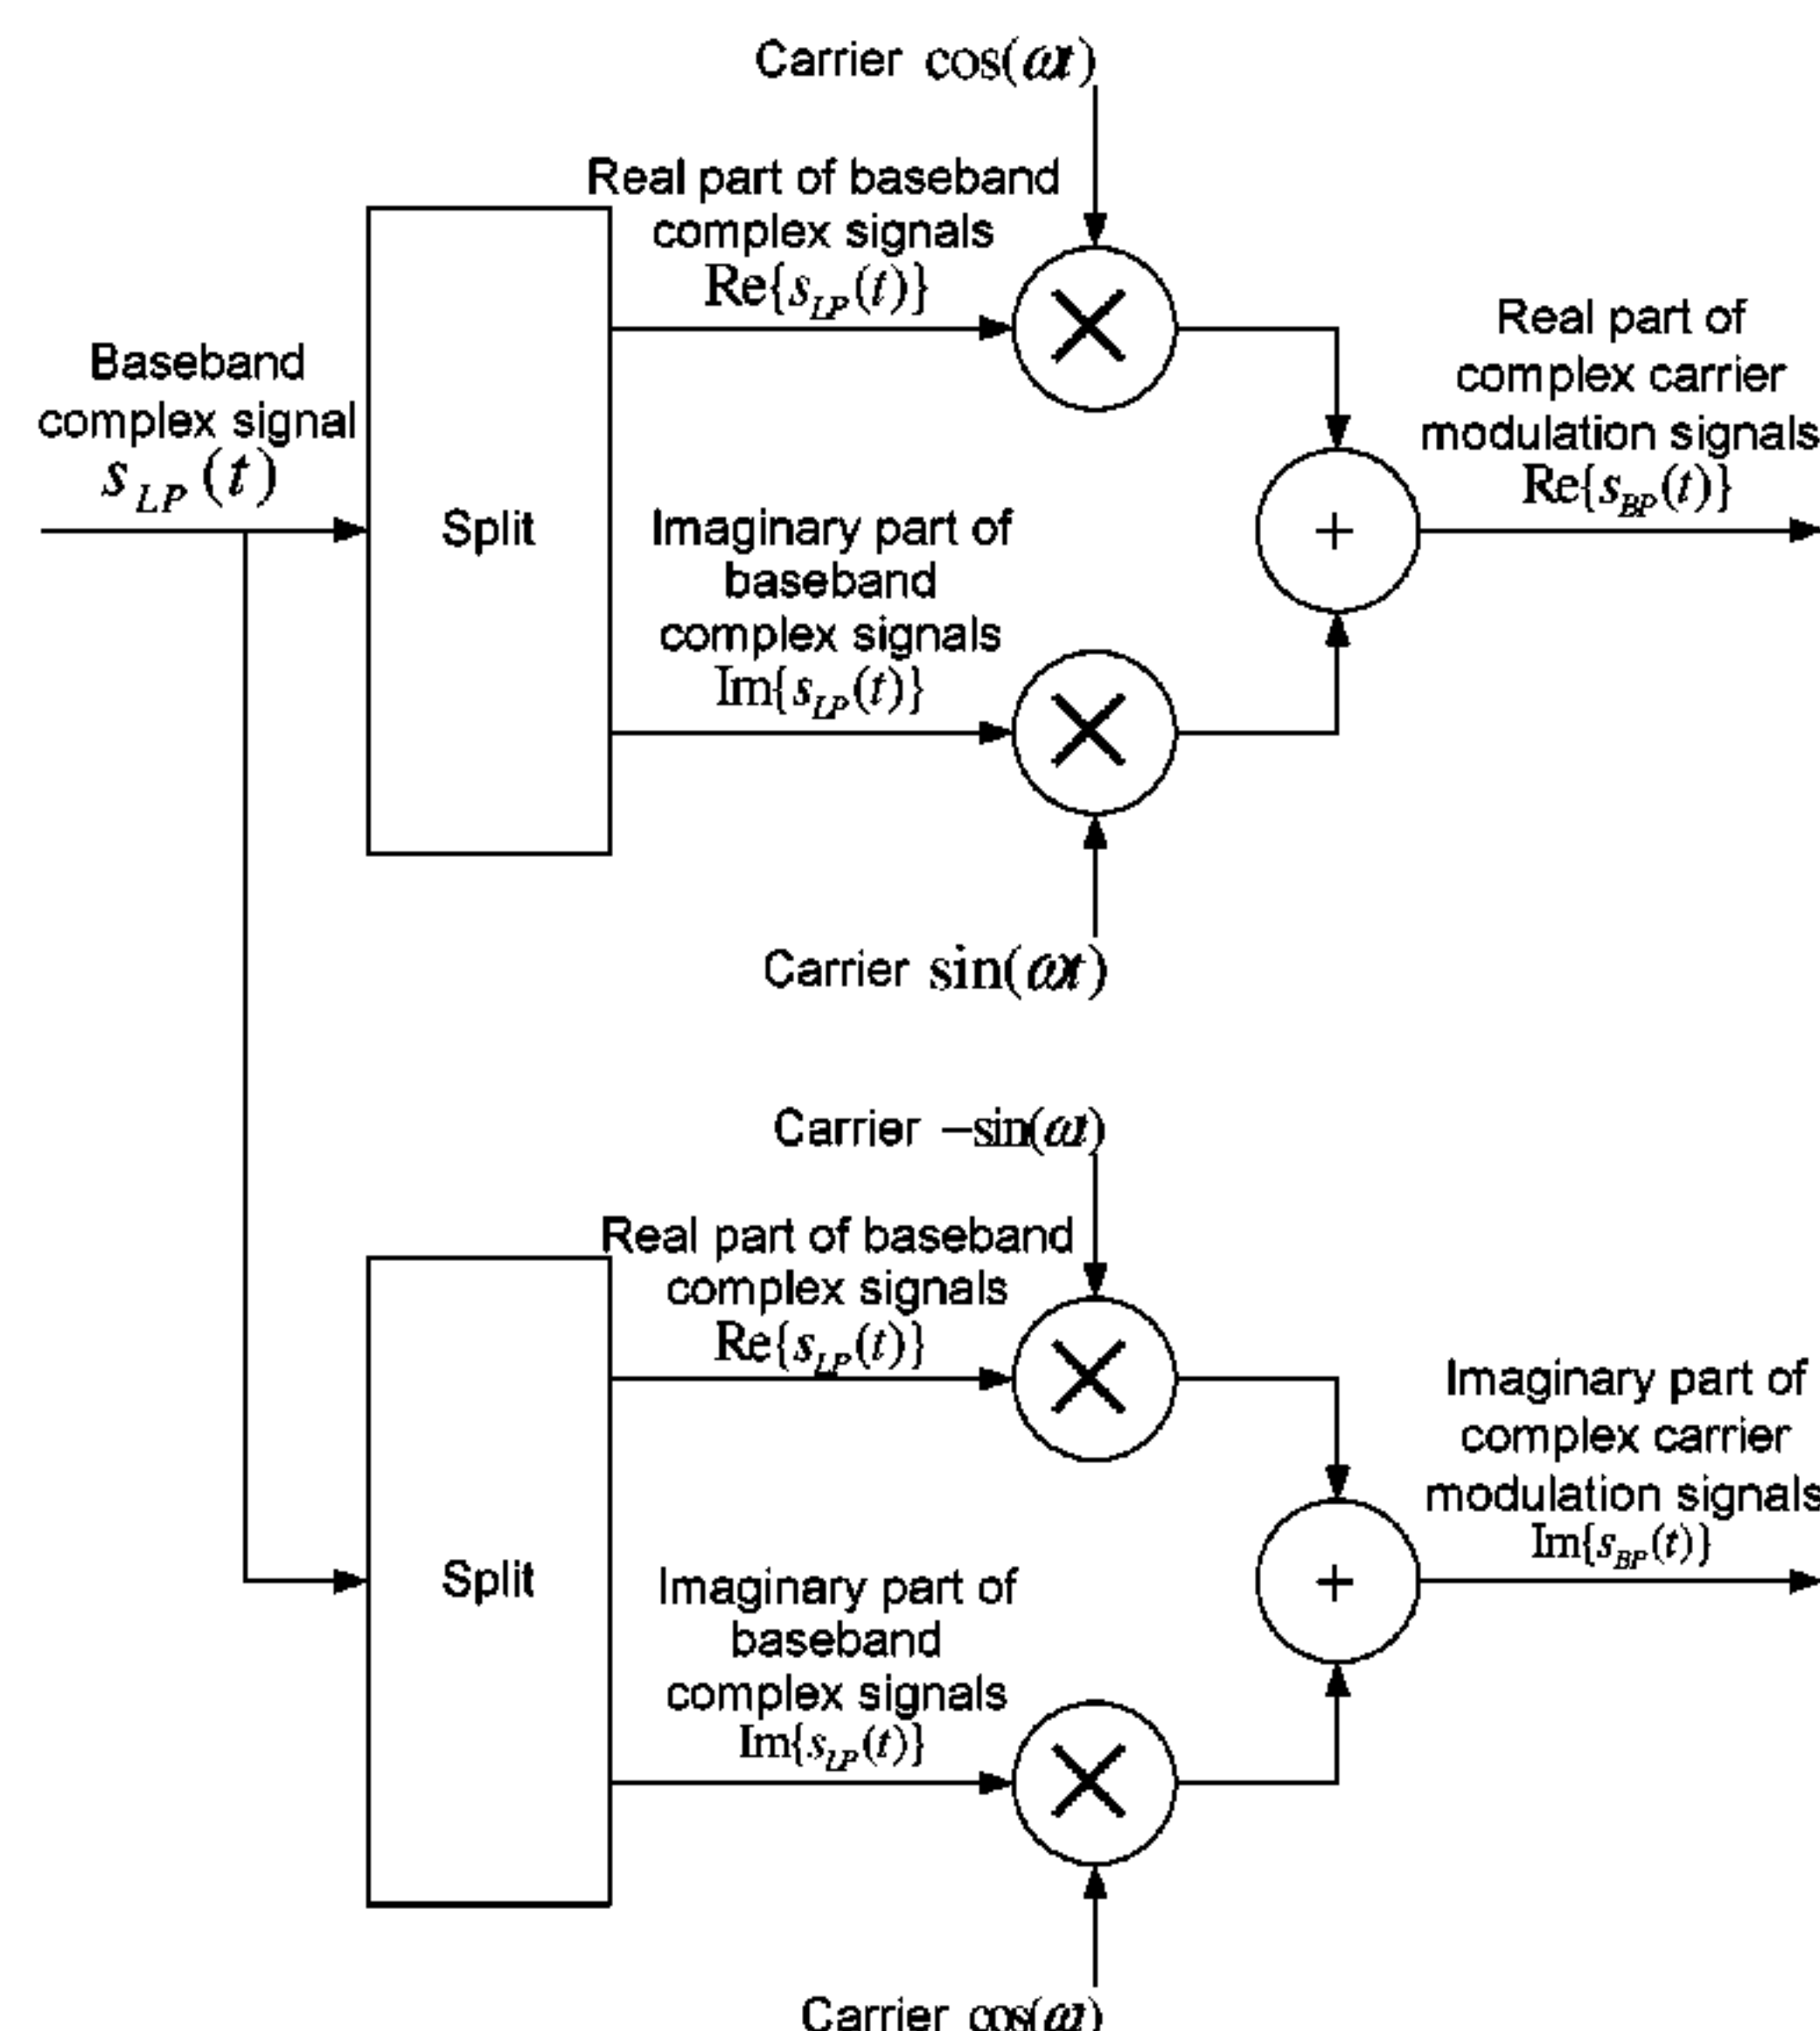 Carrier cos(ωt)
Real part of baseband
complex signals
Re{s_LP(t)}
Baseband
complex signal
s_LP(t)
Split
Imaginary part of
baseband
complex signals
Im{s_LP(t)}
Carrier sin(ωt)
+
Real part of
complex carrier
modulation signals
Re{s_BP(t)}
Carrier −sin(ωt)
Real part of baseband
complex signals
Re{s_LP(t)}
Split
Imaginary part of
baseband
complex signals
Im{s_LP(t)}
Carrier cos(ωt)
+
Imaginary part of
complex carrier
modulation signals
Im{s_BP(t)}